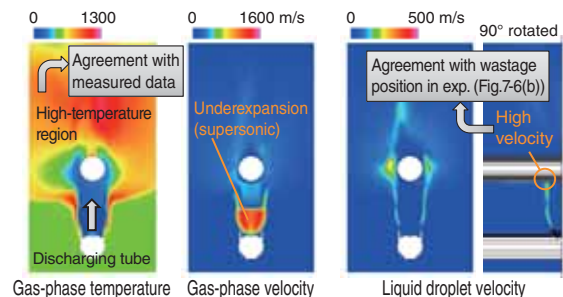 0 1300
0 1600 m/s
0 500 m/s
90° rotated
Agreement with
measured data
High-temperature
region
Discharging tube
Underexpansion
(supersonic)
Agreement with wastage
position in exp. (Fig.7-6(b))
High
velocity
Gas-phase temperature
Gas-phase velocity
Liquid droplet velocity